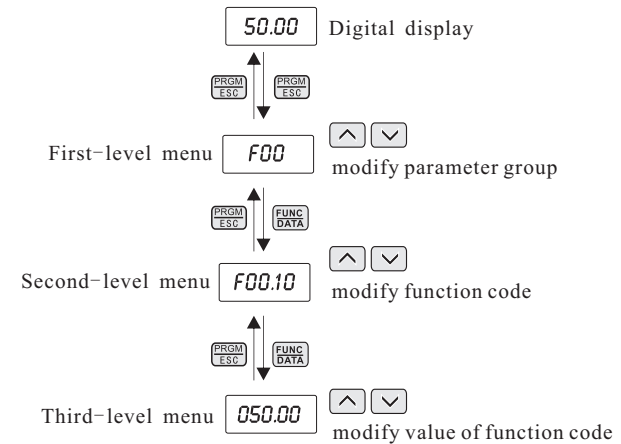 50.00 Digital display
PRGM PRGM
ESC ESC
First-level menu F00
modify parameter group
PRGM FUNC
ESC DATA
Second-level menu F00.10
modify function code
PRGM FUNC
ESC DATA
Third-level menu 050.00
modify value of function code